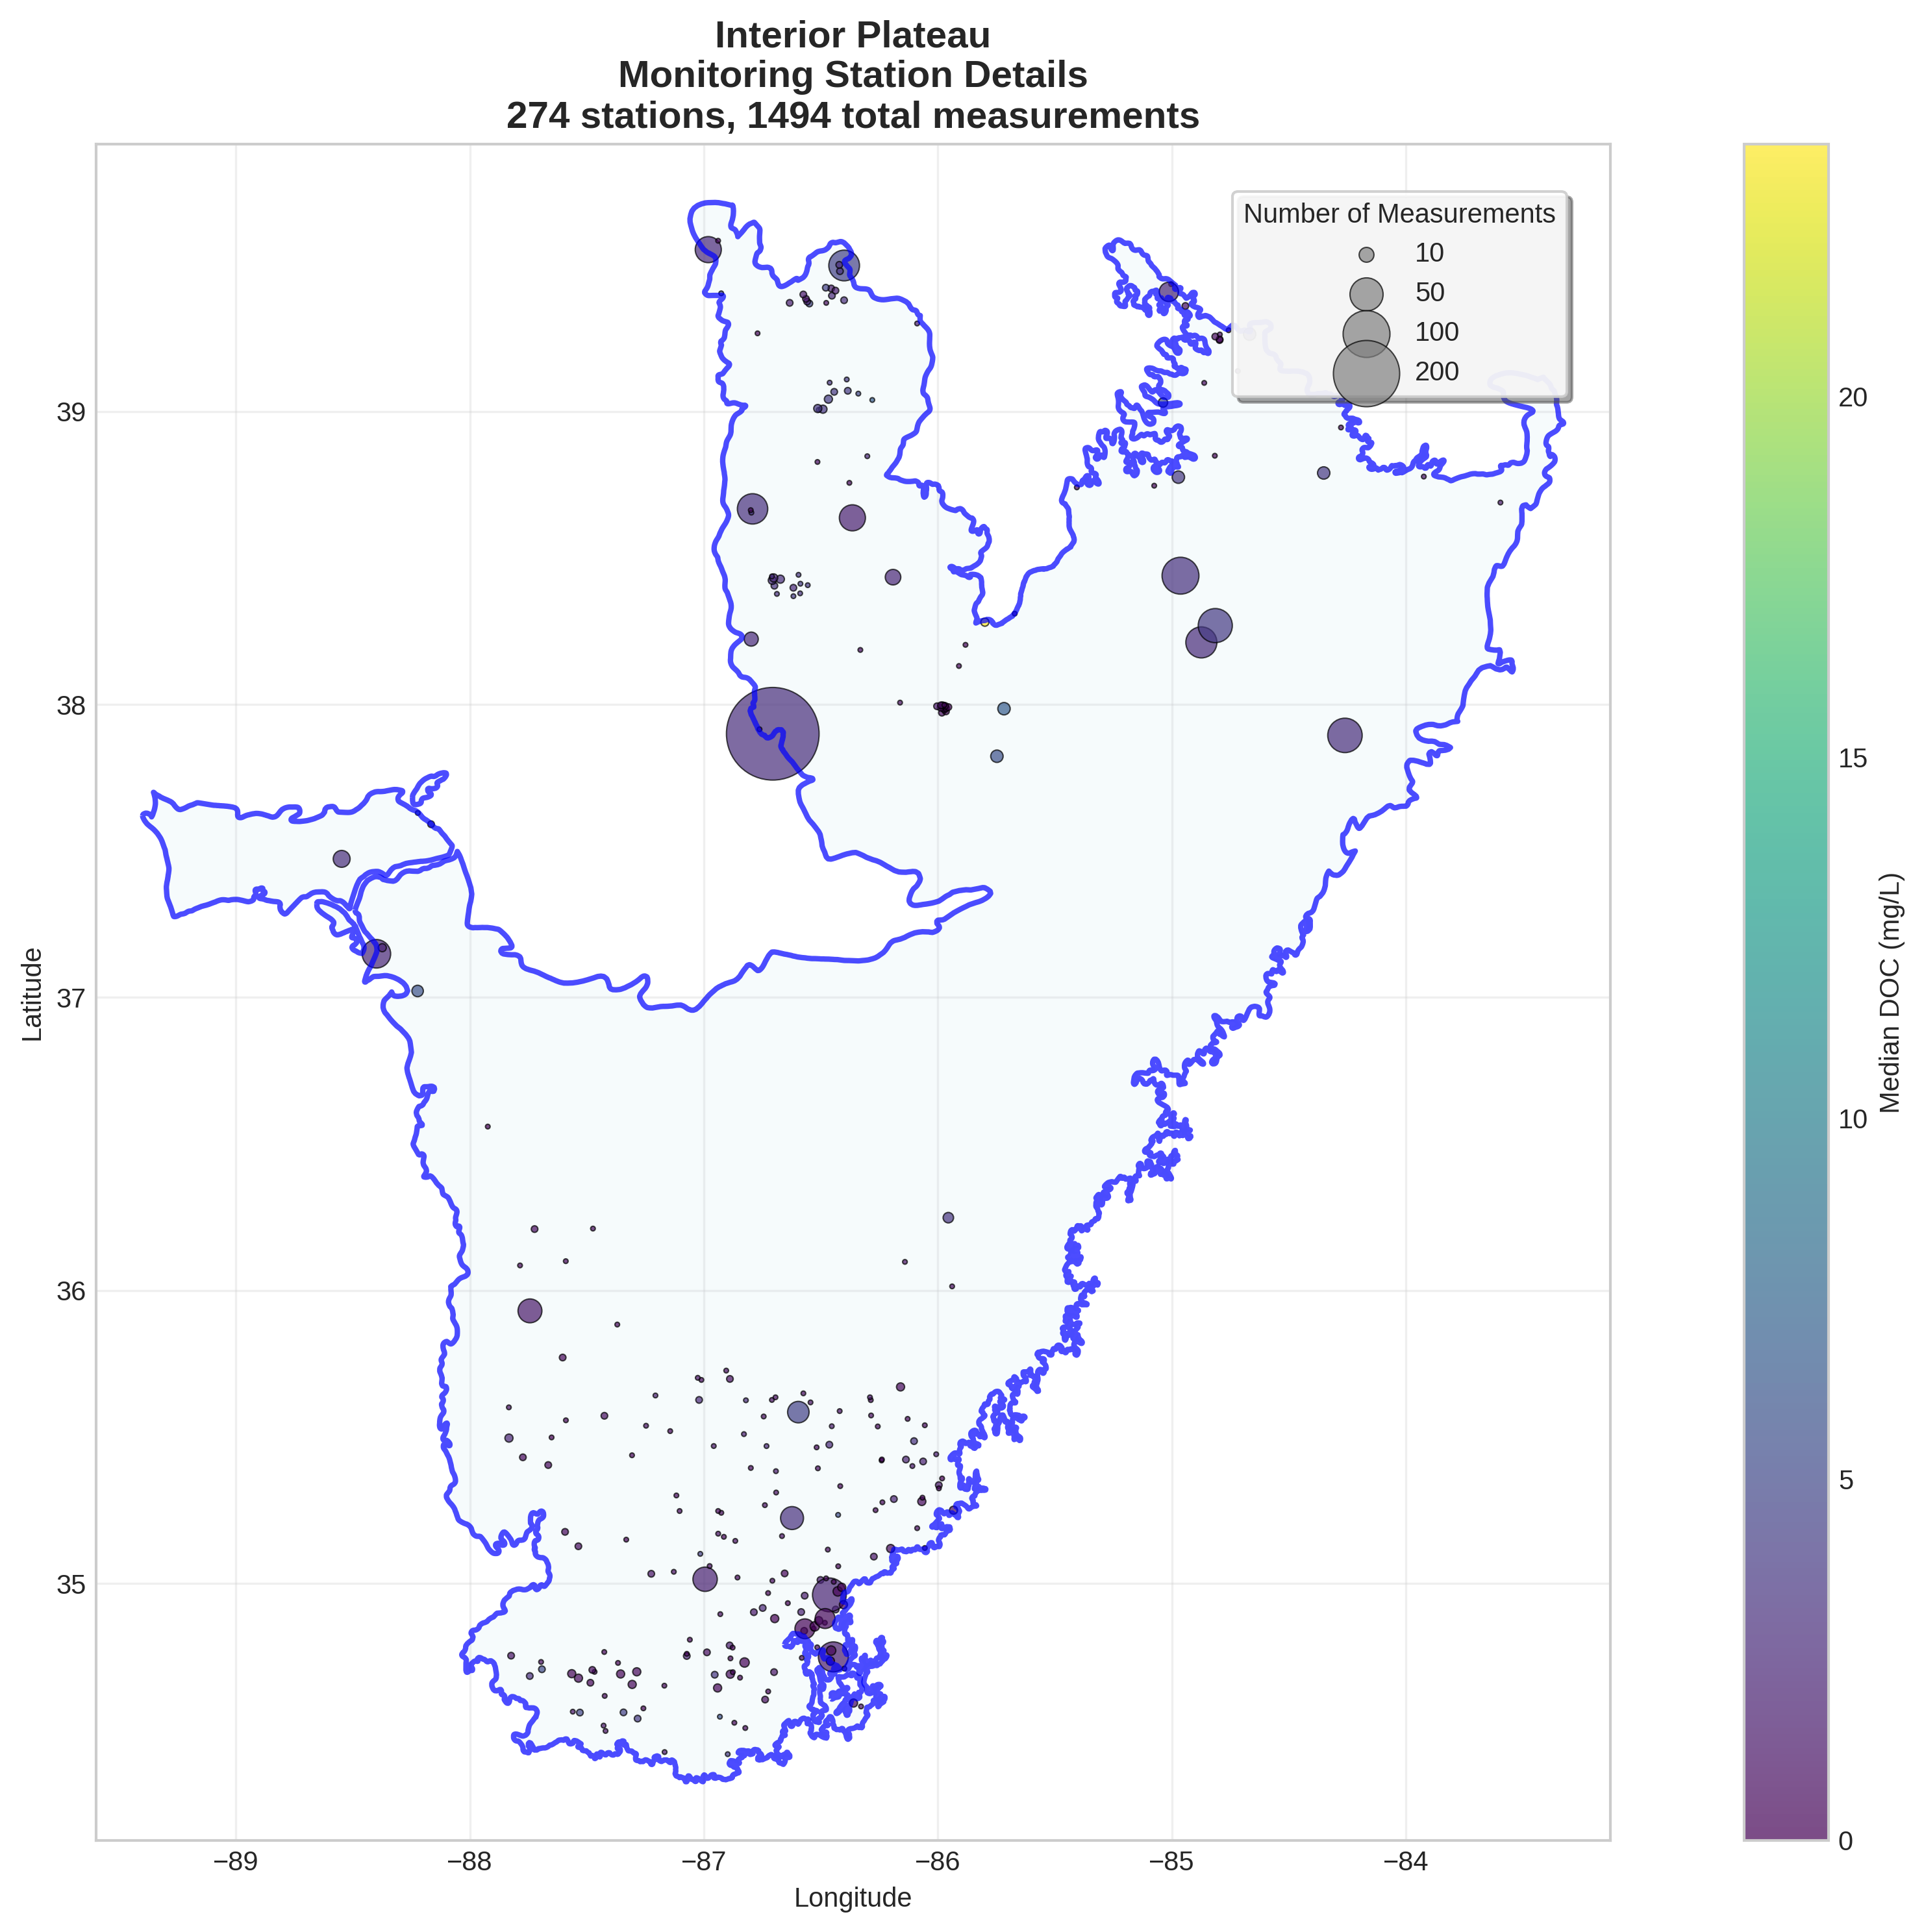 Interior Plateau
Monitoring Station Details
274 stations, 1494 total measurements
Number of Measurements
10
50
100
200
39
38
37
36
35
Latitude
−89
−88
−87
−86
−85
−84
Longitude
20
15
10
5
0
Median DOC (mg/L)